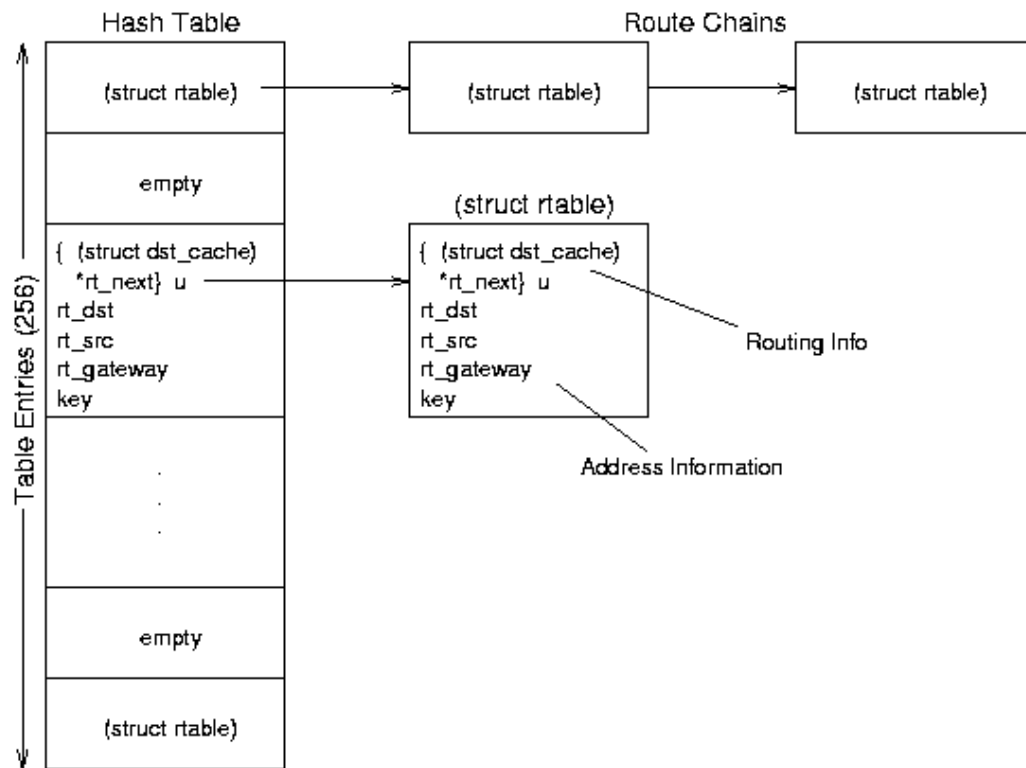 Hash Table
Route Chains
(struct rtable)
(struct rtable)
(struct rtable)
empty
(struct rtable)
{ (struct dst_cache)
*rt_next} u
rt_dst
rt_src
rt_gateway
key
{ (struct dst_cache)
*rt_next} u
rt_dst
rt_src
rt_gateway
key
Routing Info
Address Information
Table Entries (256)
.
.
.
empty
(struct rtable)